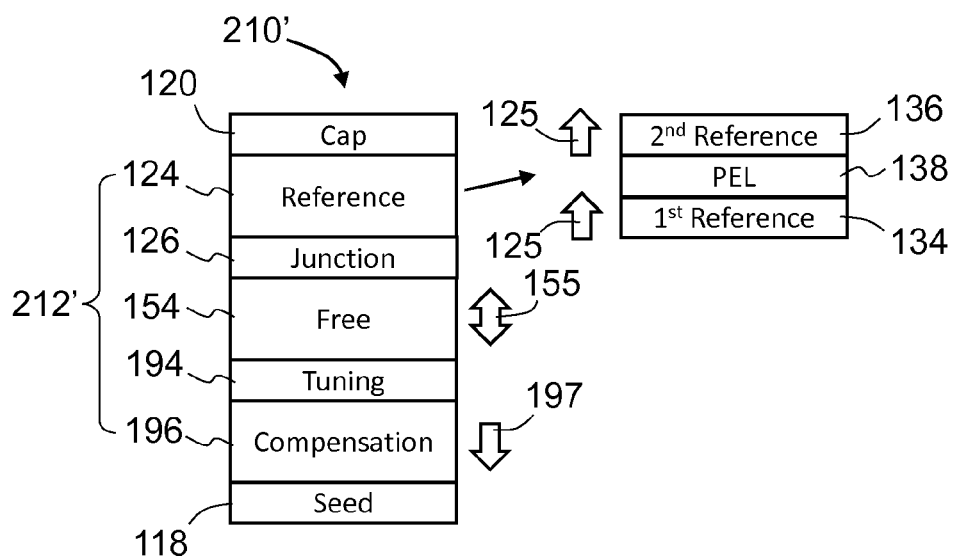 210'
120
Cap
125
2nd Reference
136
124
Reference
PEL
138
126
Junction
125
1st Reference
134
212'
154
Free
155
194
Tuning
197
196
Compensation
118
Seed